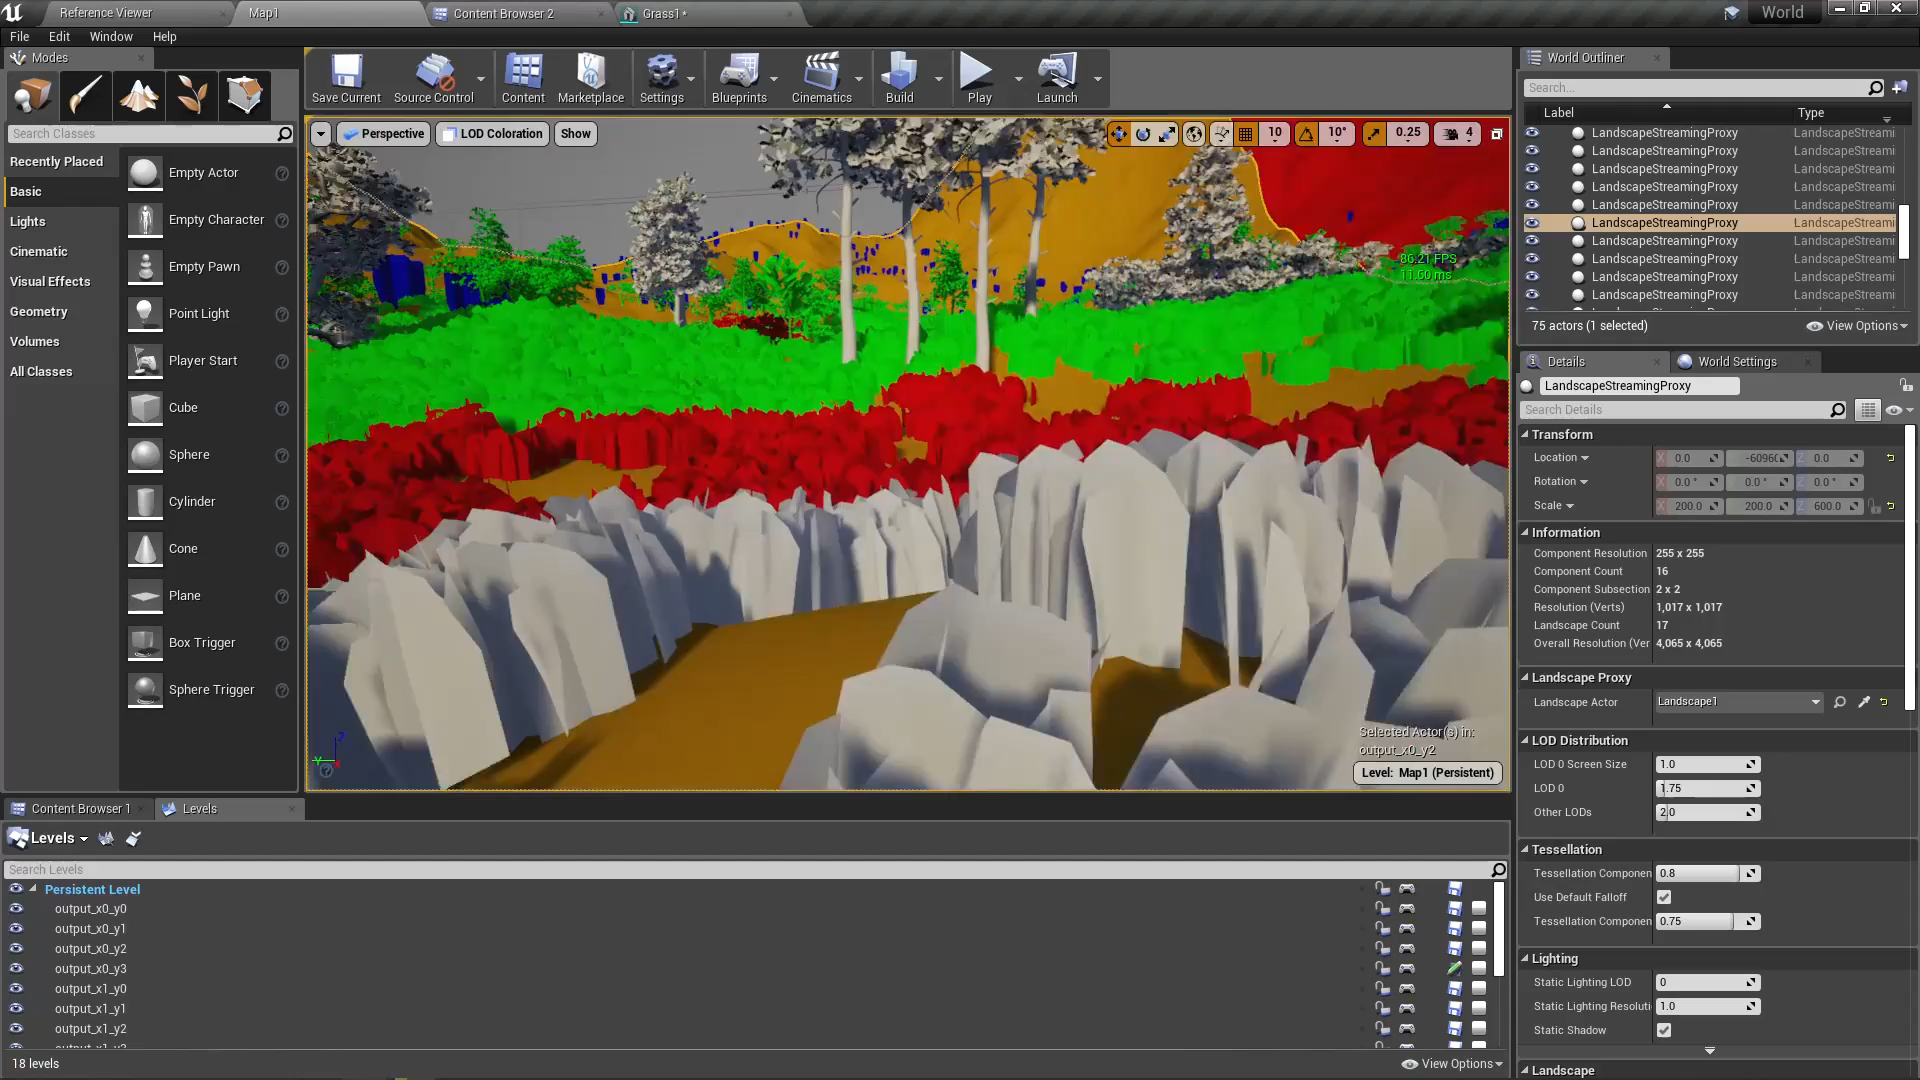 Reference Viewer
Map1
Content Browser 2
Grass1*
World
File
Edit
Window
Help
Modes
Search Classes
Recently Placed
Basic
Lights
Cinematic
Visual Effects
Geometry
Volumes
All Classes
Empty Actor
Empty Character
Empty Pawn
Point Light
Player Start
Cube
Sphere
Cylinder
Cone
Plane
Box Trigger
Sphere Trigger
Save Current
Source Control
Content
Marketplace
Settings
Blueprints
Cinematics
Build
Play
Launch
Perspective
LOD Coloration
Show
10
10°
0.25
4
86.21 FPS
11.60 ms
Selected Actor(s) in:
output_x0_y2
Level: Map1 (Persistent)
World Outliner
Search...
Label
Type
LandscapeStreamingProxy LandscapeStreami
LandscapeStreamingProxy LandscapeStreami
LandscapeStreamingProxy LandscapeStreami
LandscapeStreamingProxy LandscapeStreami
LandscapeStreamingProxy LandscapeStreami
LandscapeStreamingProxy LandscapeStreami
LandscapeStreamingProxy LandscapeStreami
LandscapeStreamingProxy LandscapeStreami
LandscapeStreamingProxy LandscapeStreami
LandscapeStreamingProxy LandscapeStreami
75 actors (1 selected)
View Options
Details
World Settings
LandscapeStreamingProxy
Search Details
Transform
Location X 0.0 -6096( Z 0.0
Rotation X 0.0 ° 0.0 ° Z 0.0 °
Scale X 200.0 200.0 Z 600.0
Information
Component Resolution 255 x 255
Component Count 16
Component Subsection 2 x 2
Resolution (Verts) 1,017 x 1,017
Landscape Count 17
Overall Resolution (Ver 4,065 x 4,065
Landscape Proxy
Landscape Actor Landscape1
LOD Distribution
LOD 0 Screen Size 1.0
LOD 0 1.75
Other LODs 2.0
Tessellation
Tessellation Componen 0.8
Use Default Falloff
Tessellation Componen 0.75
Lighting
Static Lighting LOD 0
Static Lighting Resoluti 1.0
Static Shadow
Landscape
Content Browser 1
Levels
Levels
Search Levels
Persistent Level
output_x0_y0
output_x0_y1
output_x0_y2
output_x0_y3
output_x1_y0
output_x1_y1
output_x1_y2
18 levels
View Options